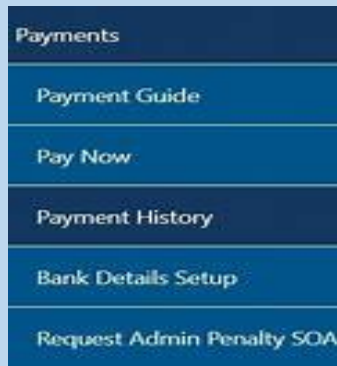 Payments
Payment Guide
Pay Now
Payment History
Bank Details Setup
Request Admin Penalty SOA